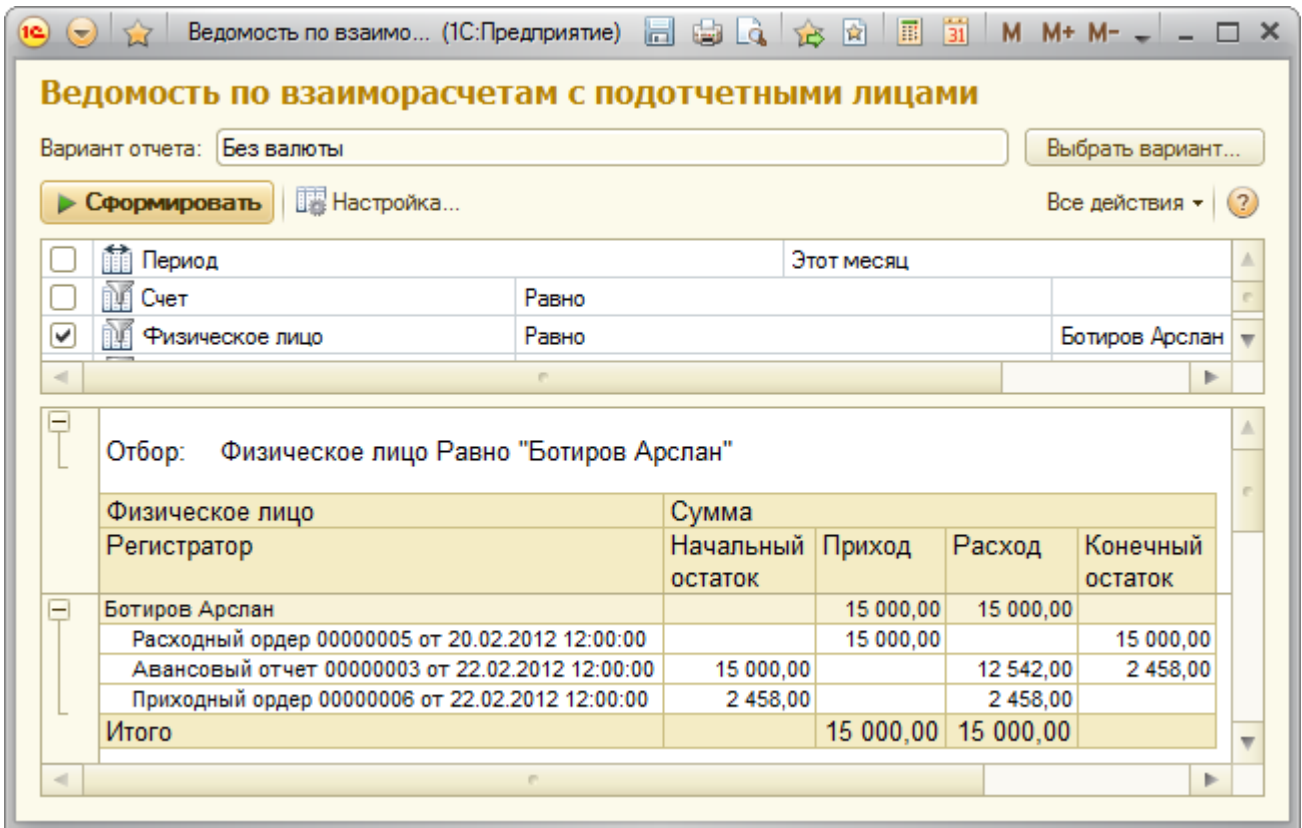 1С Ведомость по взаимо... (1С:Предприятие) 31 M M+ M-
Ведомость по взаиморасчетам с подотчетными лицами
Вариант отчета: Без валюты Выбрать вариант...
Сформировать Настройка... Все действия ?
Период Этот месяц
Счет Равно
Физическое лицо Равно Ботиров Арслан
Отбор: Физическое лицо Равно "Ботиров Арслан"
Физическое лицо Сумма
Регистратор Начальный Приход Расход Конечный
остаток остаток
Ботиров Арслан 15 000,00 15 000,00
Расходный ордер 00000005 от 20.02.2012 12:00:00 15 000,00 15 000,00
Авансовый отчет 00000003 от 22.02.2012 12:00:00 15 000,00 12 542,00 2 458,00
Приходный ордер 00000006 от 22.02.2012 12:00:00 2 458,00 2 458,00
Итого 15 000,00 15 000,00